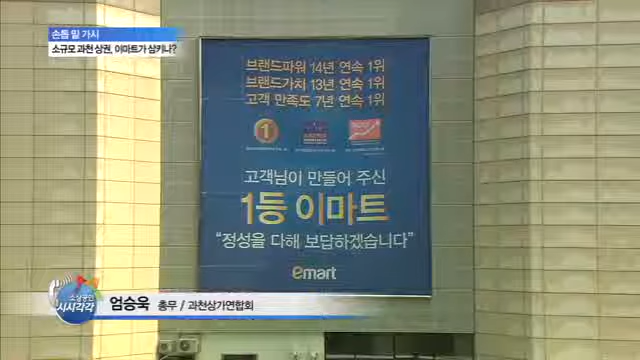 손톱 밑 가시
소규모 과천 상권, 이마트가 삼키나?
브랜드파워 14년 연속 1위
브랜드가치 13년 연속 1위
고객 만족도 7년 연속 1위
1
고객님이 만들어 주신
1등 이마트
“정성을 다해 보답하겠습니다”
emart
소상공인
시시각각
엄승욱 총무 / 과천상가연합회